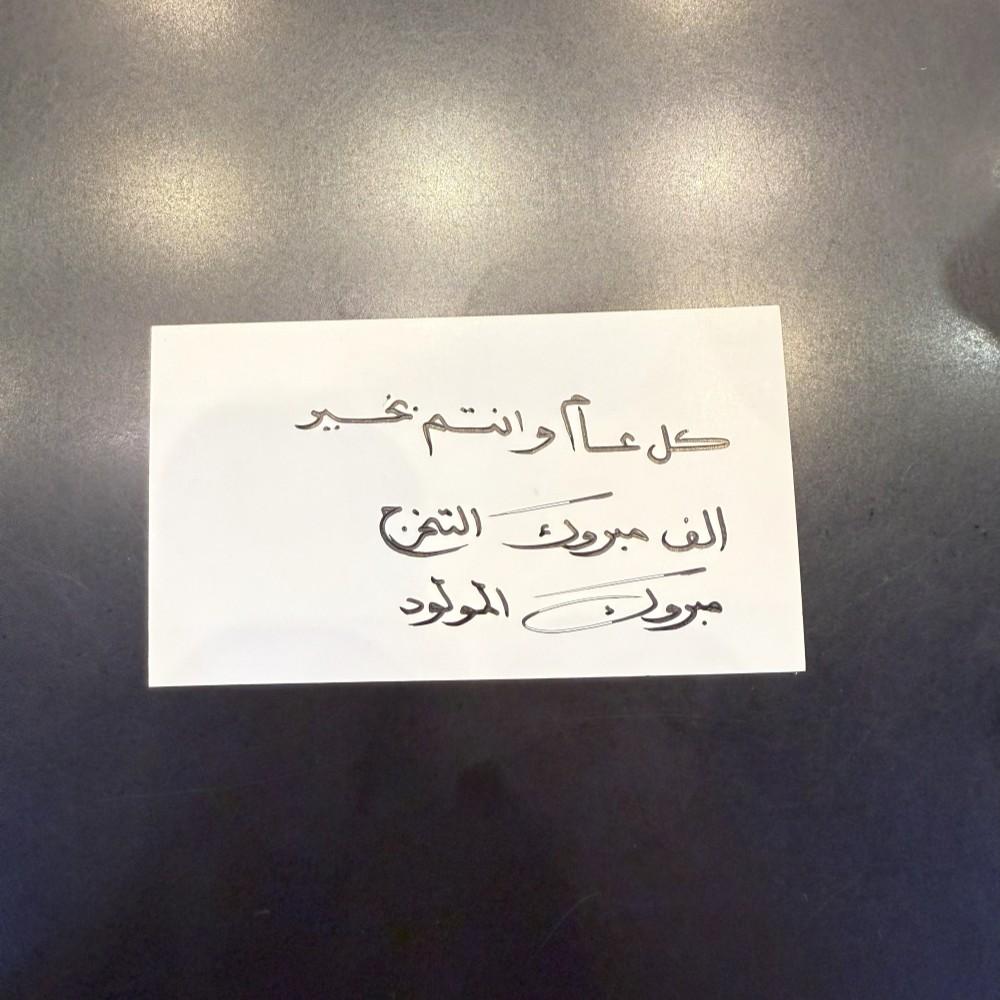 كل عام وانتم بخير
الف مبروك التخرج
مبروك المولود